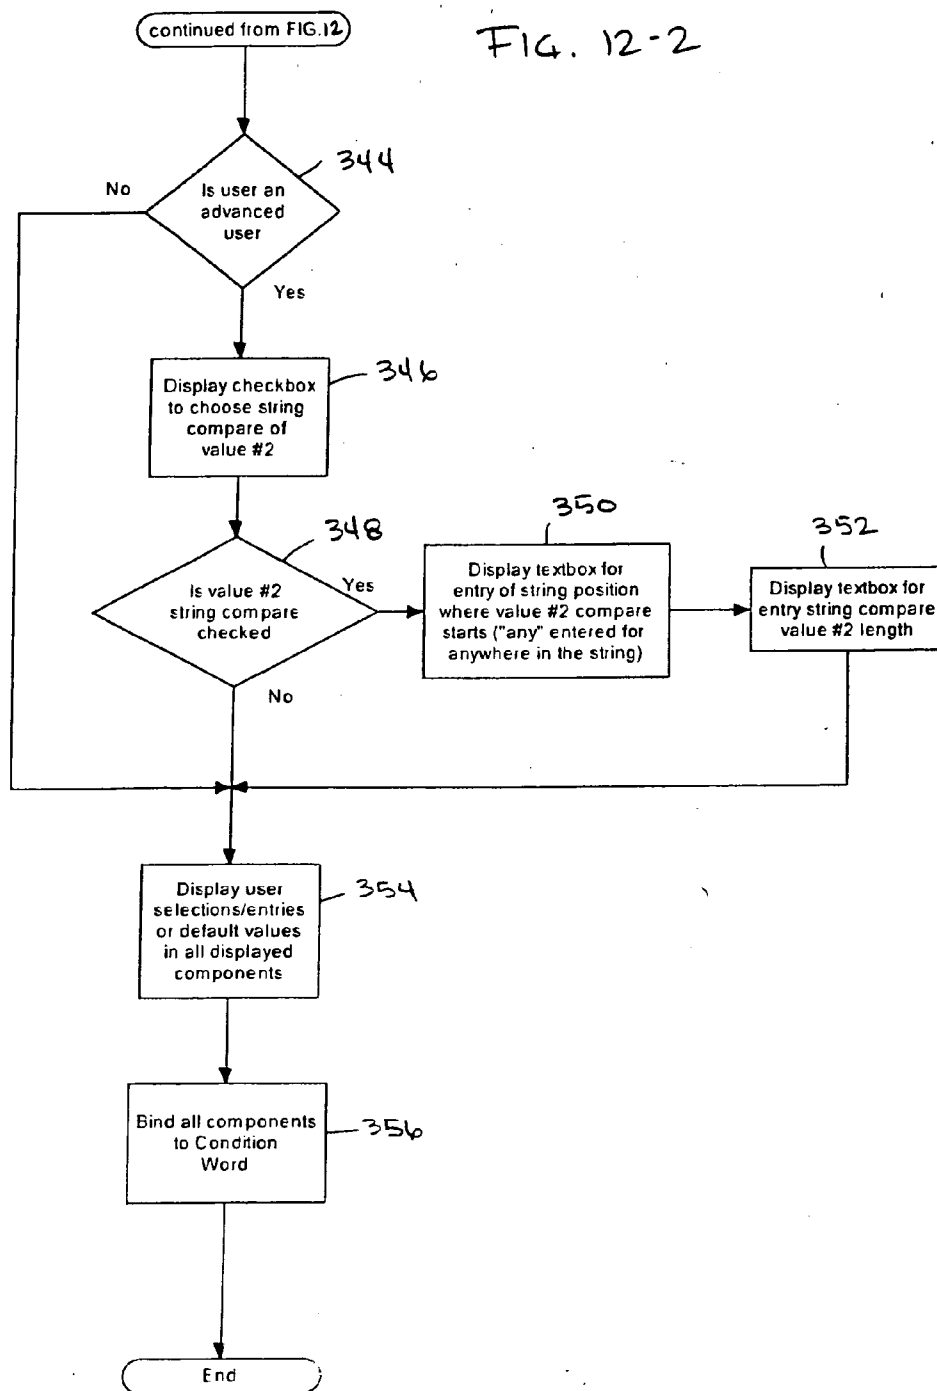 continued from FIG.12
FIG. 12-2
344
No
Is user an
advanced
user
Yes
346
Display checkbox
to choose string
compare of
value #2
348
Is value #2
string compare
checked
Yes
No
350
Display textbox for
entry of string position
where value #2 compare
starts ("any" entered for
anywhere in the string)
352
Display textbox for
entry string compare
value #2 length
354
Display user
selections/entries
or default values
in all displayed
components
Bind all components
to Condition
Word
356
End